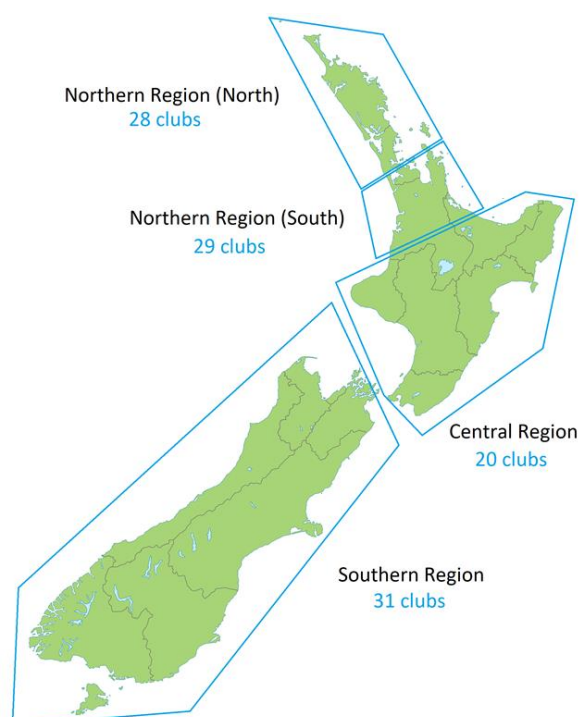 Northern Region (North)
28 clubs
Northern Region (South)
29 clubs
Central Region
20 clubs
Southern Region
31 clubs